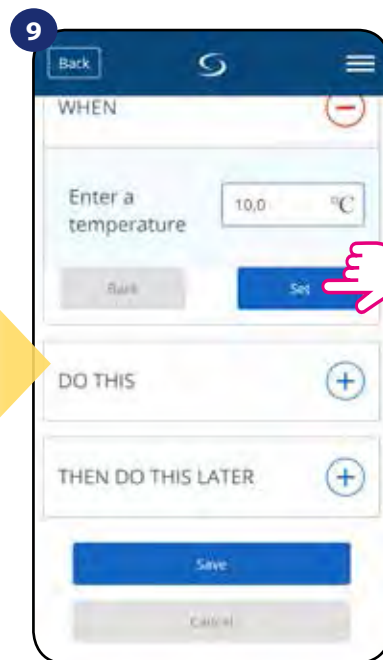 9
Back
WHEN
Enter a
temperature
10,0 °C
Back Set
DO THIS
THEN DO THIS LATER
Save
Cancel